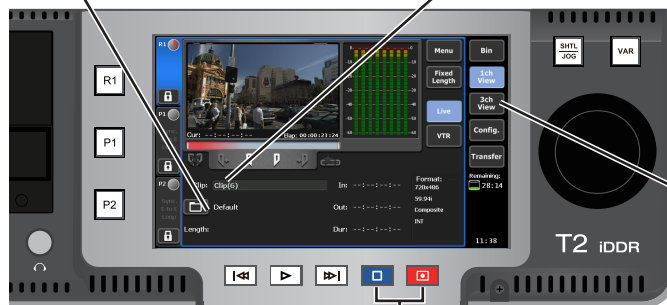 R1
P1
P2
R1
P1
P2
Cur: --:--:--:--
Elap: 00:00:23:24
Menu
Fixed
Length
Live
VTR
Bin
1ch
View
3ch
View
Config.
Transfer
Remaining:
28:14
11:38
Clip: Clip(6)
Default
Length:
In: --:--:--:--
Out: --:--:--:--
Dur: --:--:--:--
Format:
720x486
59.94i
Composite
INT
SHTL
JOG
VAR
T2 iDDR